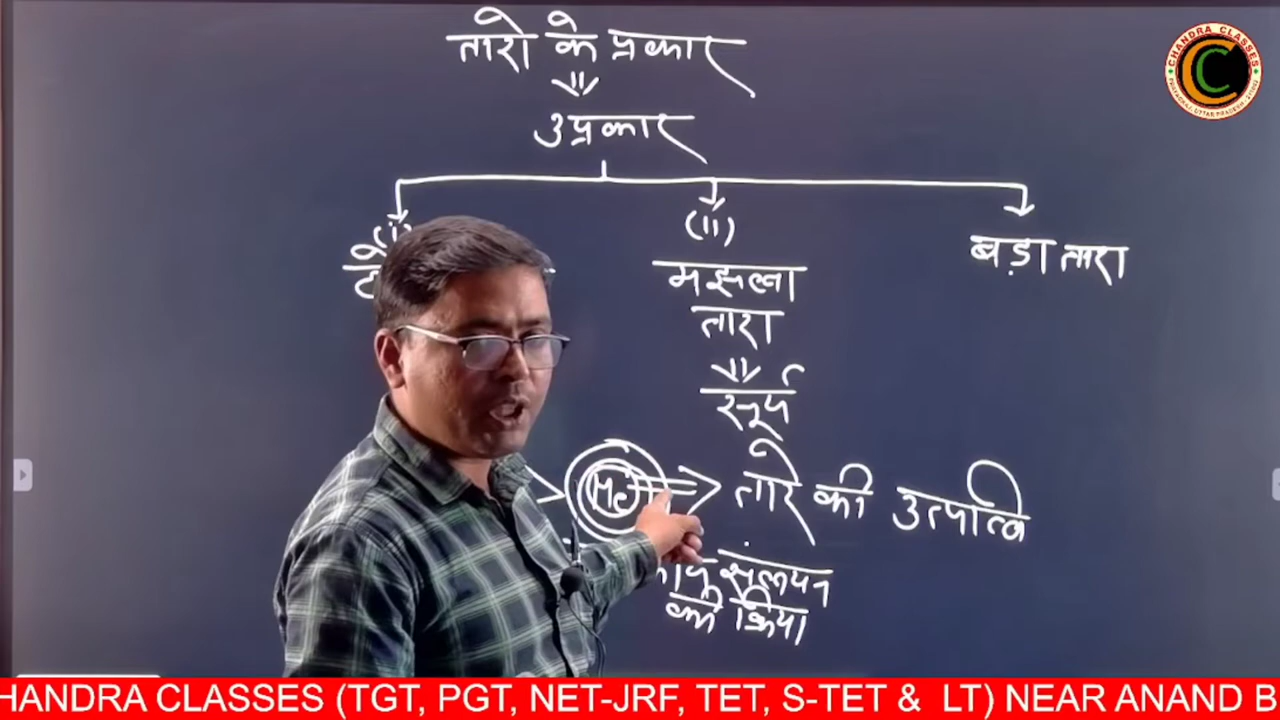 तारो के प्रकार
3 प्रकार
(i)
(ii)
मझला
तारा
सूर्य
बड़ा तारा
He
तारे की उत्पत्ति
संलयन
की क्रिया
CHANDRA CLASSES
HANDRA CLASSES (TGT, PGT, NET-JRF, TET, S-TET & LT) NEAR ANAND B